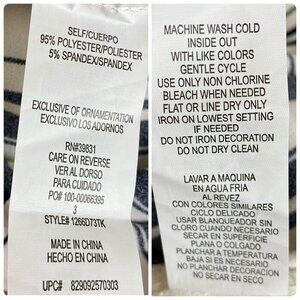 SELF/CUERPO
95% POLYESTER/POLIESTER
5% SPANDEX/SPANDEX
EXCLUSIVE OF ORNAMENTATION
EXCLUSIVO LOS ADORNOS
RN#39831
CARE ON REVERSE
VER AL DORSO
PARA CUIDADO
PO# 100-00066395
3
STYLE# 1266D73TK
MADE IN CHINA
HECHO EN CHINA
UPC# 829092570303
MACHINE WASH COLD
INSIDE OUT
WITH LIKE COLORS
GENTLE CYCLE
USE ONLY NON CHLORINE
BLEACH WHEN NEEDED
FLAT OR LINE DRY ONLY
IRON ON LOWEST SETTING
IF NEEDED
DO NOT IRON DECORATION
DO NOT DRY CLEAN
LAVAR A MAQUINA
EN AGUA FRIA
AL REVEZ
CON COLORES SIMILARES
CICLO DELICADO
USAR BLANQUEADOR SIN
CLORO CUANDO NECESARIO
SECAR EN SUPERFICIE
PLANA O COLGADO
PLANCHAR A TEMPERATURA
BAJA SI ES NECESARIO
NO PLANCHAR DECORACION
NO SECAR EN SECO